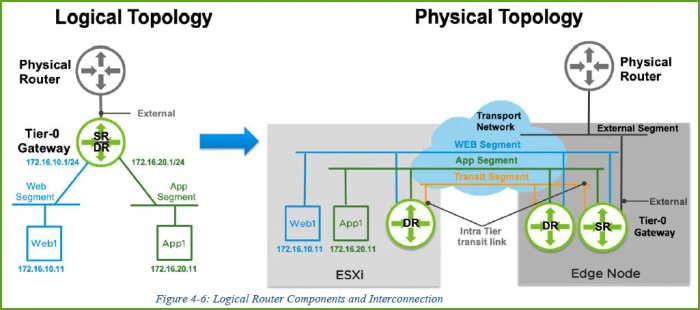 Logical Topology
Physical
Router
External
Tier-0
Gateway
SR
DR
172.16.10.1/24
172.16.20.1/24
Web
Segment
App
Segment
Web1
172.16.10.11
App1
172.16.20.11
Physical Topology
Physical
Router
Transport
Network
External Segment
WEB Segment
App Segment
Transit Segment
External
Web1
172.16.10.11
App1
172.16.20.11
DR
Intra Tier
transit link
DR
SR
Tier-0
Gateway
ESXi
Edge Node
Figure 4-6: Logical Router Components and Interconnection